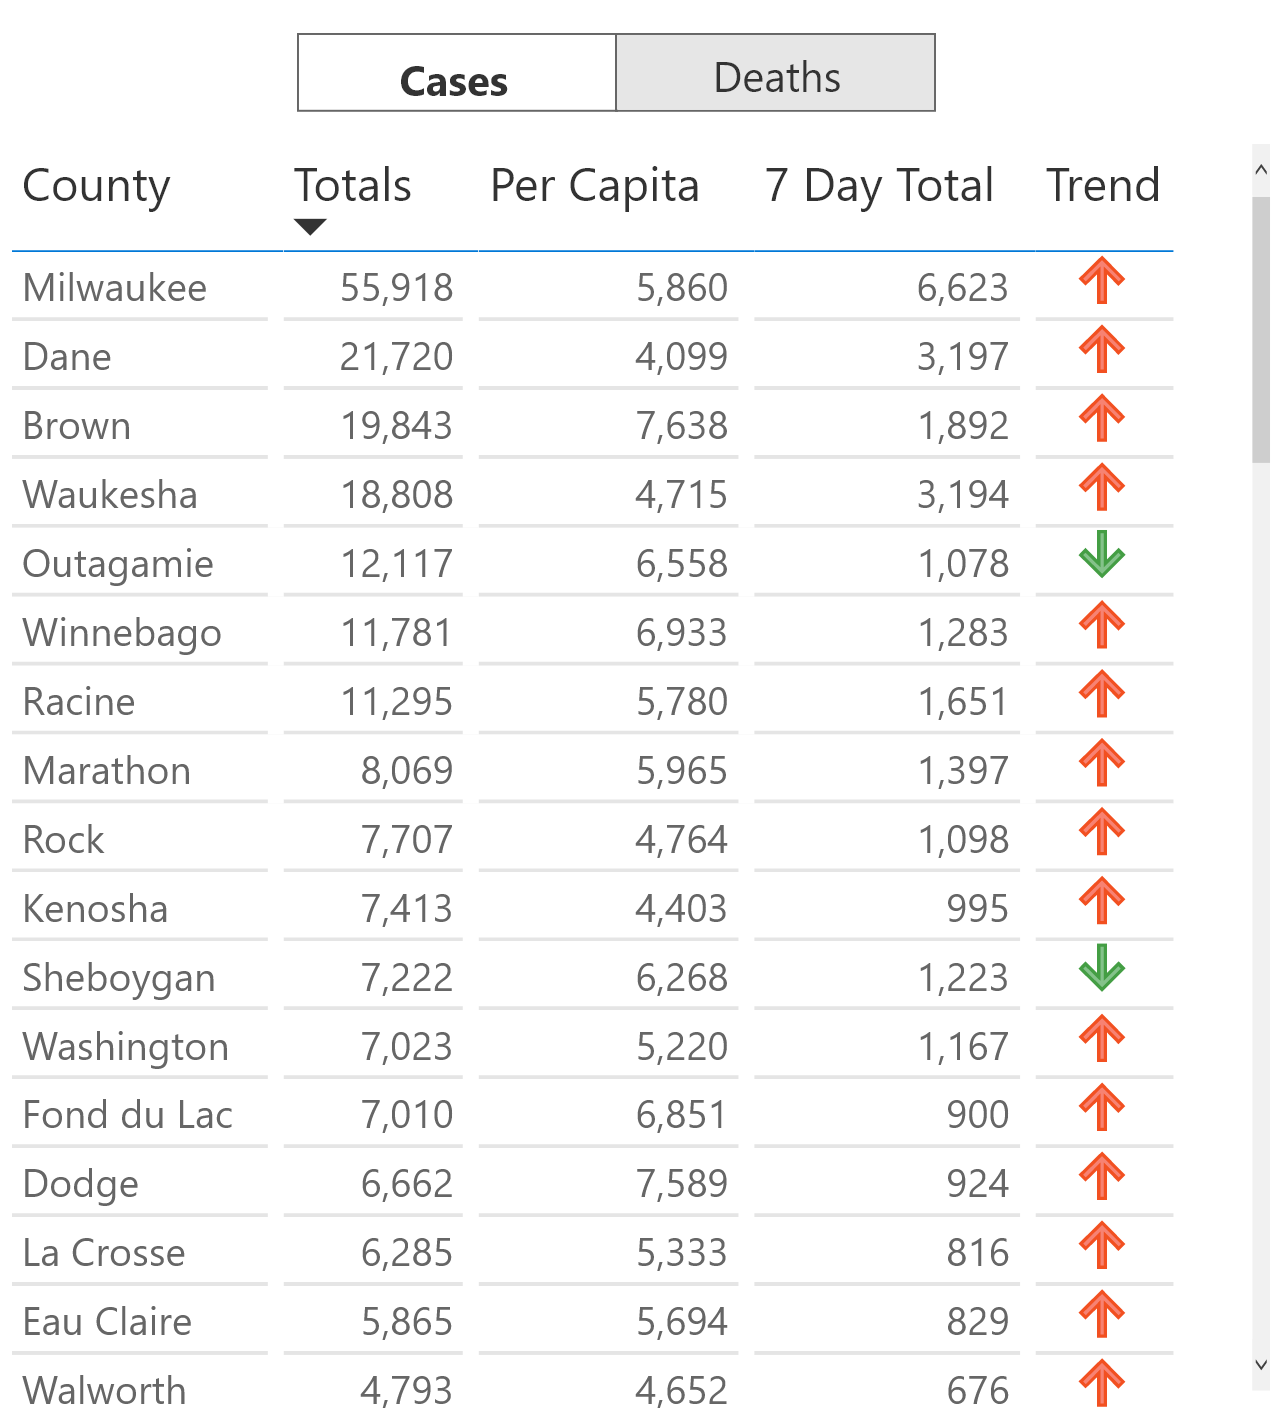 Cases Deaths
County Totals Per Capita 7 Day Total Trend
Milwaukee 55,918 5,860 6,623
Dane 21,720 4,099 3,197
Brown 19,843 7,638 1,892
Waukesha 18,808 4,715 3,194
Outagamie 12,117 6,558 1,078
Winnebago 11,781 6,933 1,283
Racine 11,295 5,780 1,651
Marathon 8,069 5,965 1,397
Rock 7,707 4,764 1,098
Kenosha 7,413 4,403 995
Sheboygan 7,222 6,268 1,223
Washington 7,023 5,220 1,167
Fond du Lac 7,010 6,851 900
Dodge 6,662 7,589 924
La Crosse 6,285 5,333 816
Eau Claire 5,865 5,694 829
Walworth 4,793 4,652 676